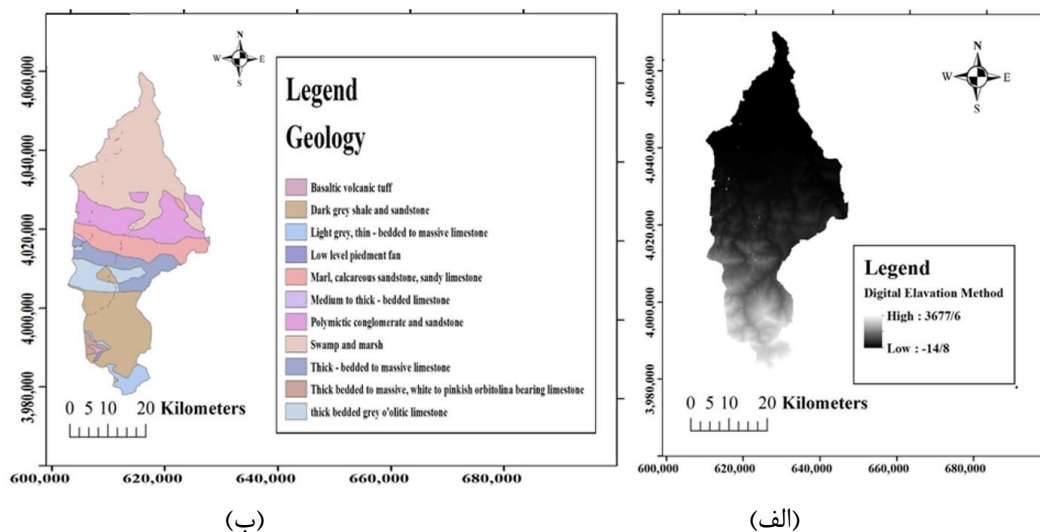 N
W E
S
Legend
Geology
Basaltic volcanic tuff
Dark grey shale and sandstone
Light grey, thin - bedded to massive limestone
Low level piedment fan
Marl, calcareous sandstone, sandy limestone
Medium to thick - bedded limestone
Polymictic conglomerate and sandstone
Swamp and marsh
Thick - bedded to massive limestone
Thick bedded to massive, white to pinkish orbitolina bearing limestone
thick bedded grey o'olitic limestone
4,060,000
4,040,000
4,020,000
4,000,000
3,980,000
0 5 10 20 Kilometers
600,000 620,000 640,000 660,000 680,000
(ب)
N
W E
S
Legend
Digital Elavation Method
High : 3677/6
Low : -14/8
4,060,000
4,040,000
4,020,000
4,000,000
3,980,000
0 5 10 20 Kilometers
600,000 620,000 640,000 660,000 680,000
(الف)